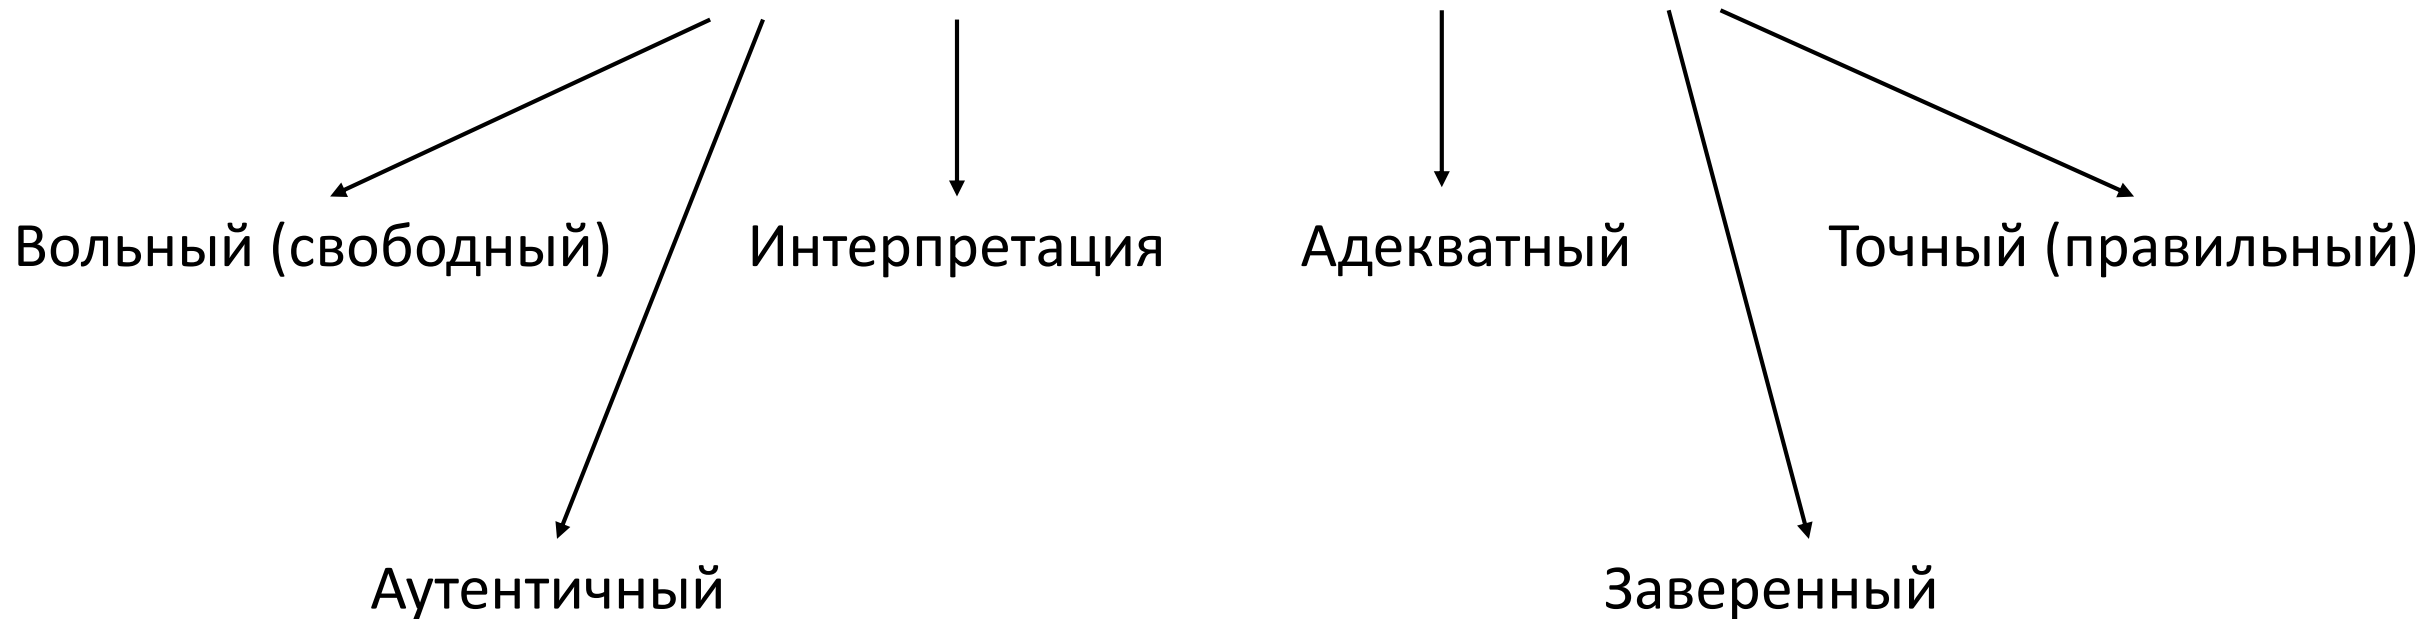 Вольный (свободный) Интерпретация Адекватный Точный (правильный)
Аутентичный Заверенный